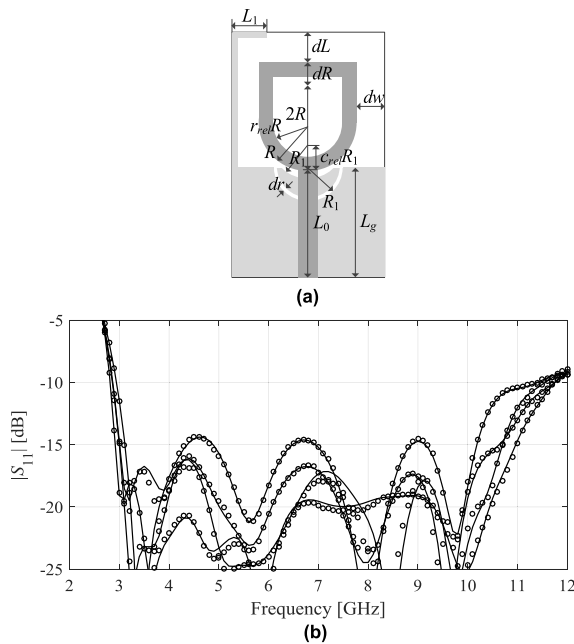 L1
dL
dR
dw
2R
rrelR
R
R1
crelR1
dr
R1
L0
Lg
(a)
-5
-10
-15
-20
-25
|S11| [dB]
2 3 4 5 6 7 8 9 10 11 12
Frequency [GHz]
(b)